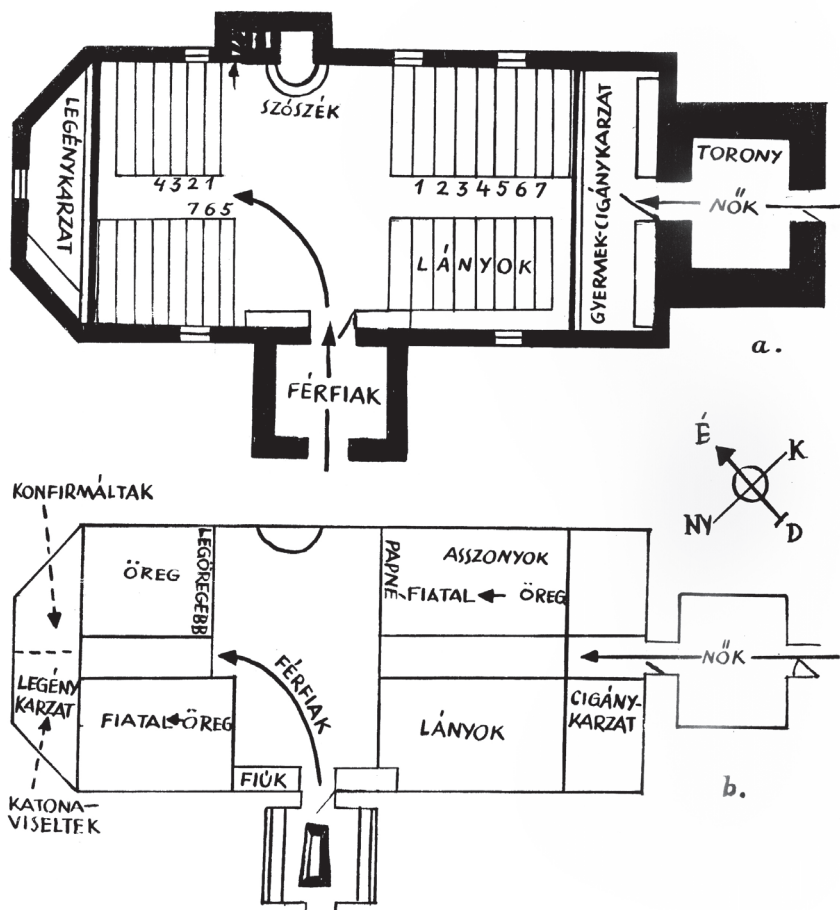 LEGÉNYKARZAT
SZÓSZÉK
4 3 2 1
7 6 5
1 2 3 4 5 6 7
LÁNYOK
GYERMEK-CIGÁNYKARZAT
TORONY
NŐK
FÉRFIAK
a.
É
K
NY
D
KONFIRMÁLTAK
ÖREG
LEGÖREGEBB
PAPNÉ
ASSZONYOK
FIATAL ← ÖREG
NŐK
FÉRFIAK
LEGÉNY
KARZAT
FIATAL ← ÖREG
LÁNYOK
CIGÁNY-
KARZAT
FIÚK
KATONA-
VISELTEK
b.